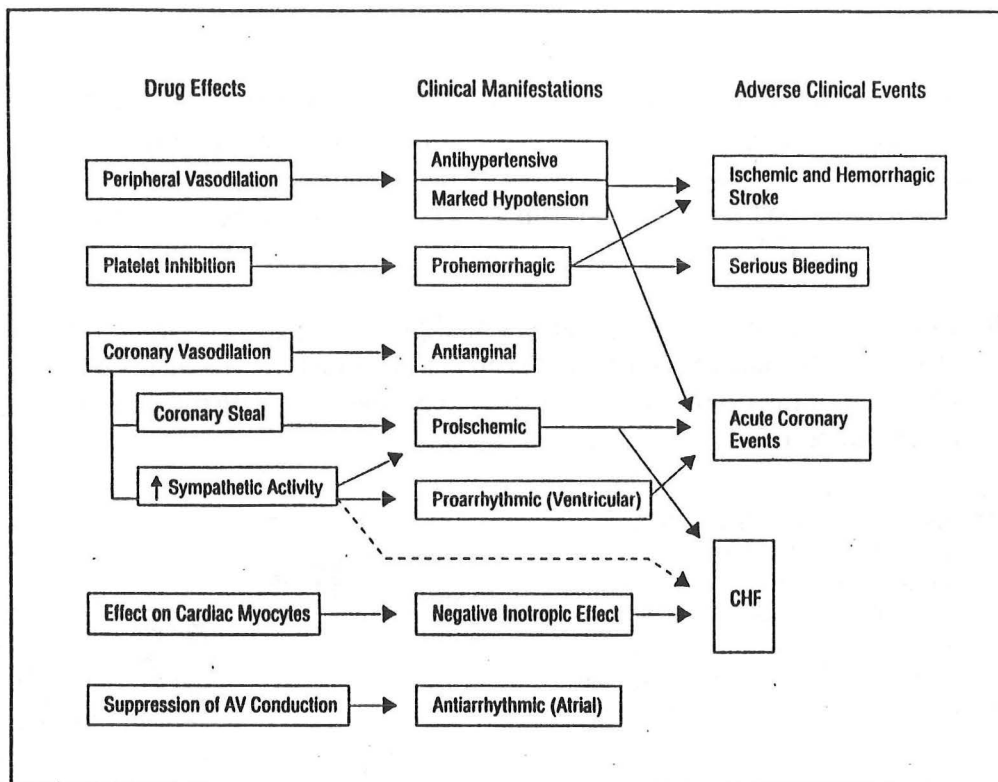 Drug Effects
Clinical Manifestations
Adverse Clinical Events
Peripheral Vasodilation
Antihypertensive
Marked Hypotension
Ischemic and Hemorrhagic
Stroke
Platelet Inhibition
Prohemorrhagic
Serious Bleeding
Coronary Vasodilation
Antianginal
Coronary Steal
Proischemic
Acute Coronary
Events
↑ Sympathetic Activity
Proarrhythmic (Ventricular)
CHF
Effect on Cardiac Myocytes
Negative Inotropic Effect
Suppression of AV Conduction
Antiarrhythmic (Atrial)